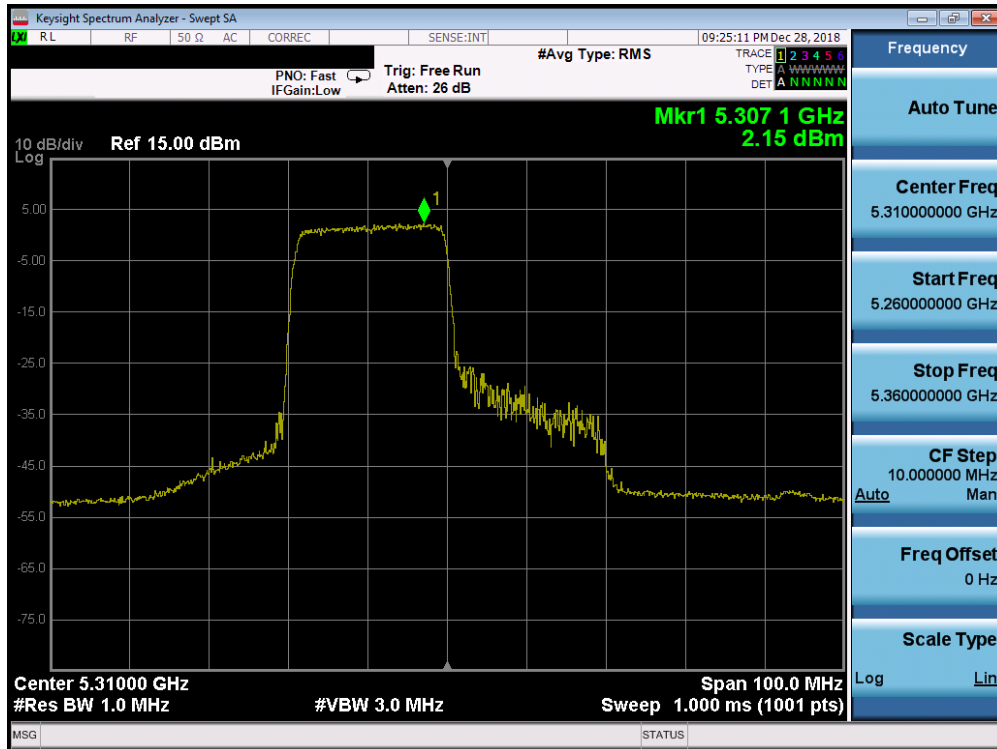 Keysight Spectrum Analyzer - Swept SA
LXI RL RF 50 Ω AC CORREC SENSE:INT 09:25:11 PM Dec 28, 2018
#Avg Type: RMS TRACE 1 2 3 4 5 6
PNO: Fast Trig: Free Run TYPE A WWWWW
IFGain:Low Atten: 26 dB DET A N N N N N
Mkr1 5.307 1 GHz
2.15 dBm
10 dB/div Ref 15.00 dBm
Log
1
5.00
-5.00
-15.0
-25.0
-35.0
-45.0
-55.0
-65.0
-75.0
Center 5.31000 GHz Span 100.0 MHz
#Res BW 1.0 MHz #VBW 3.0 MHz Sweep 1.000 ms (1001 pts)
MSG STATUS
Frequency
Auto Tune
Center Freq
5.310000000 GHz
Start Freq
5.260000000 GHz
Stop Freq
5.360000000 GHz
CF Step
10.000000 MHz
Auto Man
Freq Offset
0 Hz
Scale Type
Log Lin